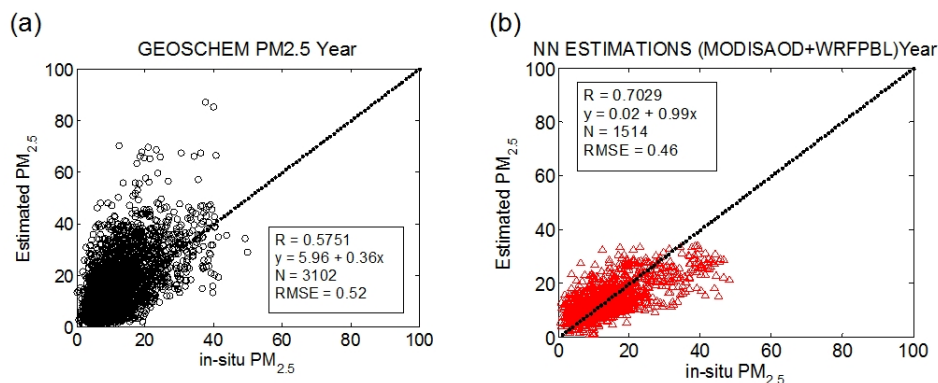 (a)
GEOSCHEM PM2.5 Year
100
80
60
40
20
0
Estimated PM2.5
R = 0.5751
y = 5.96 + 0.36x
N = 3102
RMSE = 0.52
0 20 40 60 80 100
in-situ PM2.5
(b)
NN ESTIMATIONS (MODISAOD+WRFPBL)Year
100
80
60
40
20
0
Estimated PM2.5
R = 0.7029
y = 0.02 + 0.99x
N = 1514
RMSE = 0.46
0 20 40 60 80 100
in-situ PM2.5